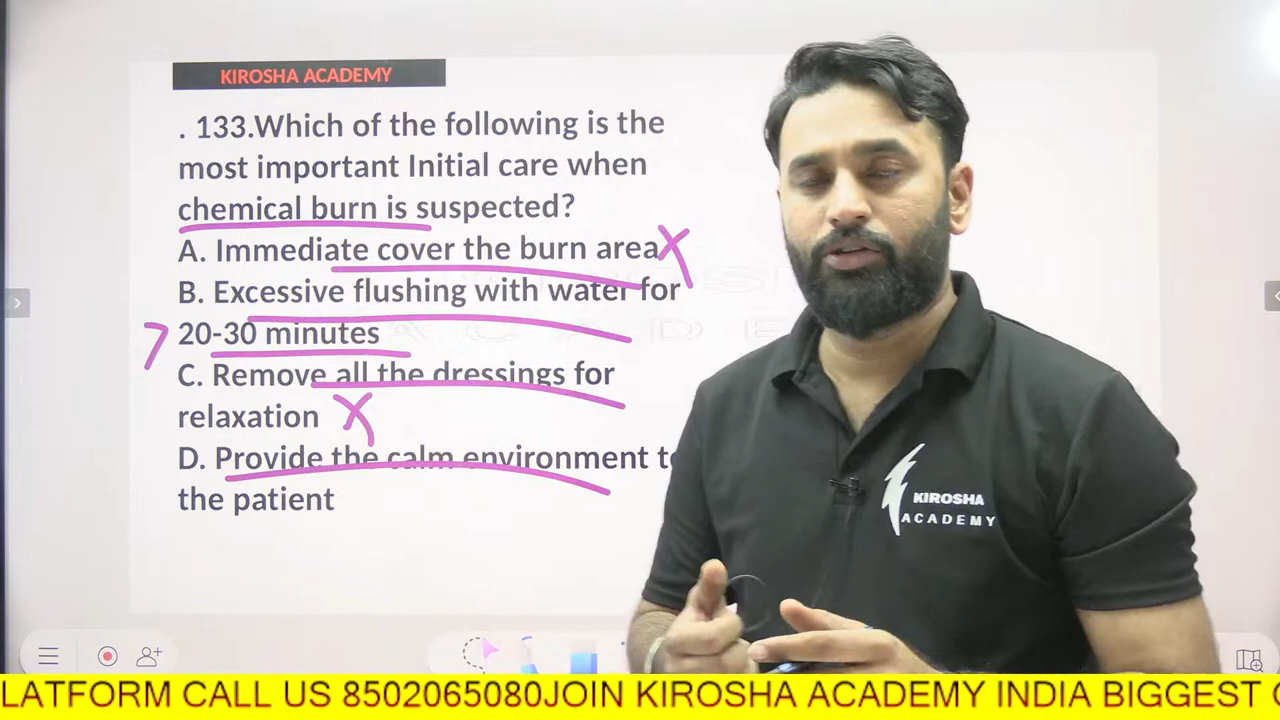 KIROSHA ACADEMY
. 133.Which of the following is the
most important Initial care when
chemical burn is suspected?
A. Immediate cover the burn area
B. Excessive flushing with water for
20-30 minutes
C. Remove all the dressings for
relaxation
D. Provide the calm environment to
the patient
KIROSHA
ACADEMY
LATFORM CALL US 8502065080JOIN KIROSHA ACADEMY INDIA BIGGEST